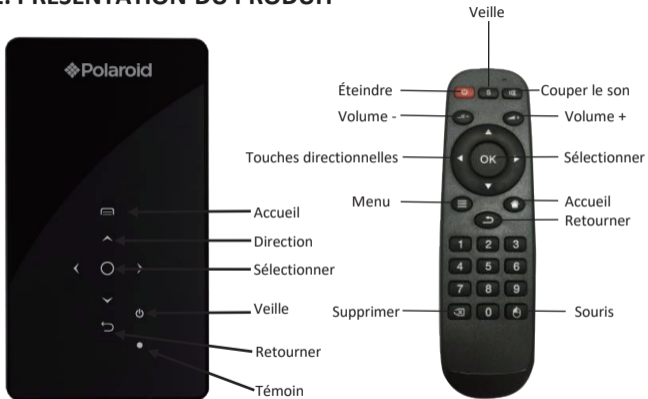 2. PRÉSENTATION DU PRODUIT
Polaroid
Accueil
Direction
Sélectionner
Veille
Retourner
Témoin
Veille
Éteindre
Couper le son
Volume -
Volume +
Touches directionnelles
OK
Sélectionner
Menu
Accueil
Retourner
1 2 3
4 5 6
7 8 9
0
Supprimer
Souris